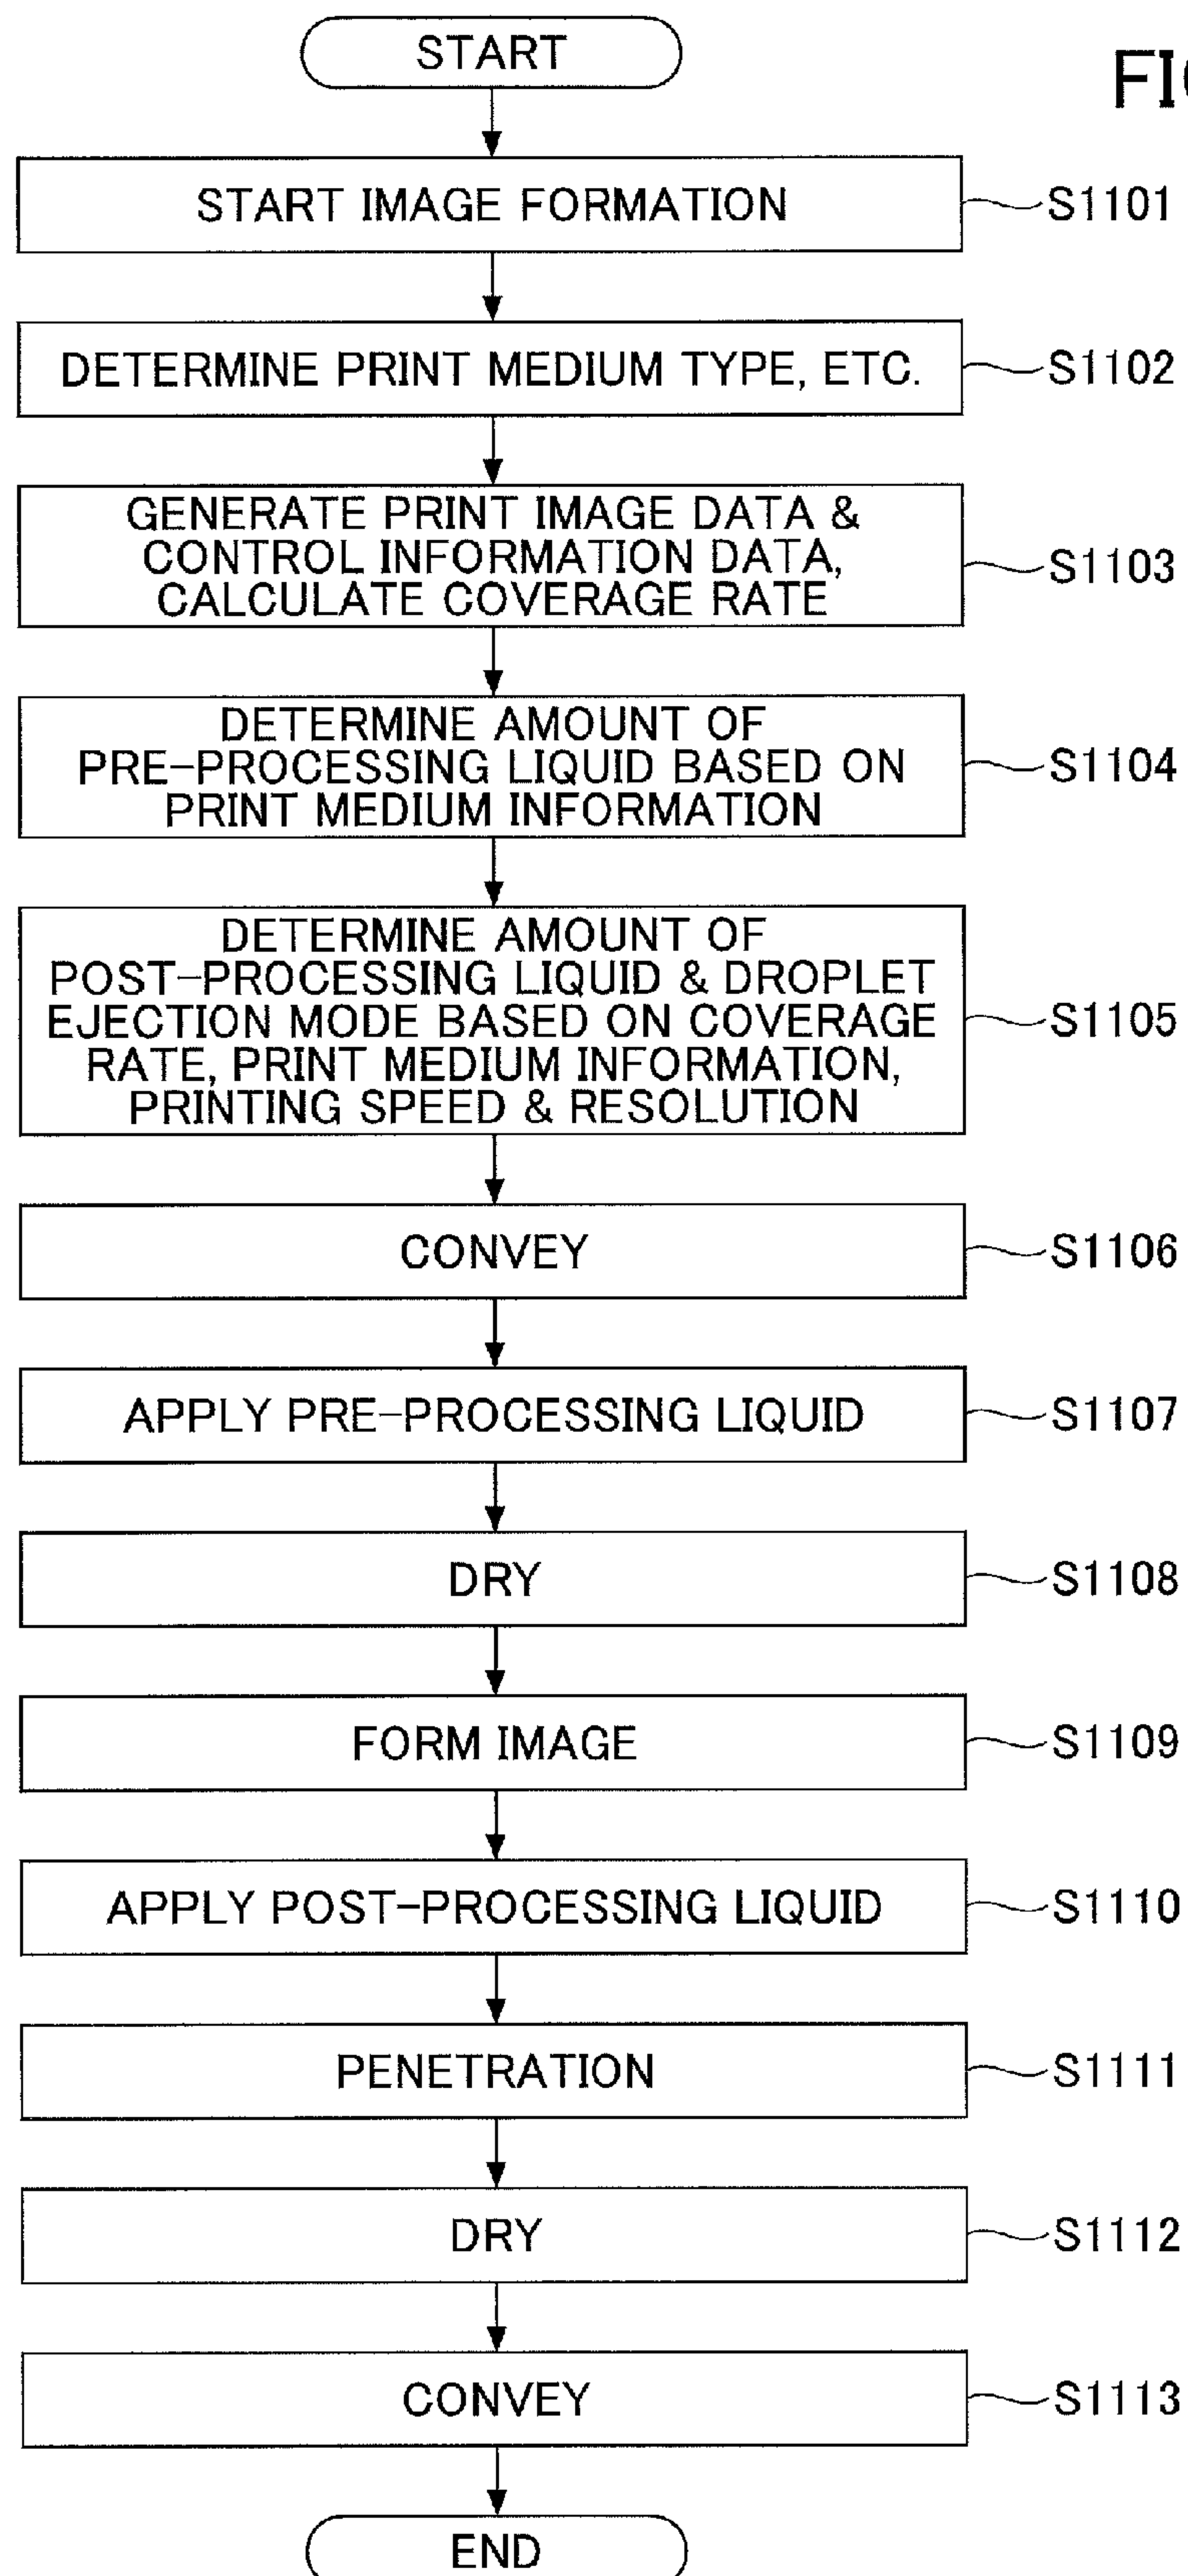 START
FI
START IMAGE FORMATION
S1101
DETERMINE PRINT MEDIUM TYPE, ETC.
S1102
GENERATE PRINT IMAGE DATA &
CONTROL INFORMATION DATA,
CALCULATE COVERAGE RATE
S1103
DETERMINE AMOUNT OF
PRE-PROCESSING LIQUID BASED ON
PRINT MEDIUM INFORMATION
S1104
DETERMINE AMOUNT OF
POST-PROCESSING LIQUID & DROPLET
EJECTION MODE BASED ON COVERAGE
RATE, PRINT MEDIUM INFORMATION,
PRINTING SPEED & RESOLUTION
S1105
CONVEY
S1106
APPLY PRE-PROCESSING LIQUID
S1107
DRY
S1108
FORM IMAGE
S1109
APPLY POST-PROCESSING LIQUID
S1110
PENETRATION
S1111
DRY
S1112
CONVEY
S1113
END